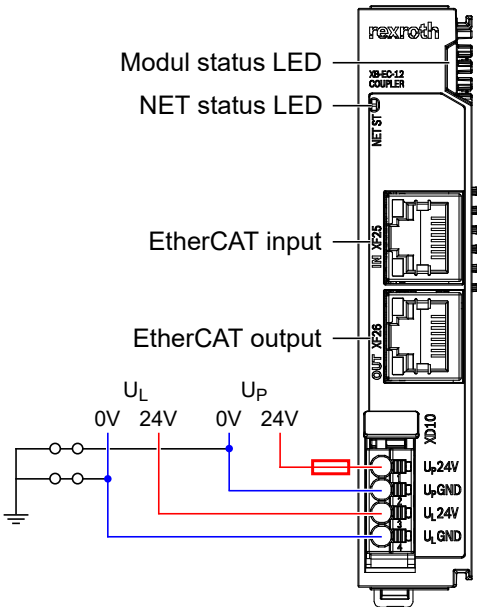 rexroth
Modul status LED
XB-EC-12
COUPLER
NET status LED
NET ST
EtherCAT input
IN XF25
EtherCAT output
OUT XF26
UL UP
0V 24V 0V 24V
XD10
1 UP24V
2 UPGND
3 UL24V
4 ULGND